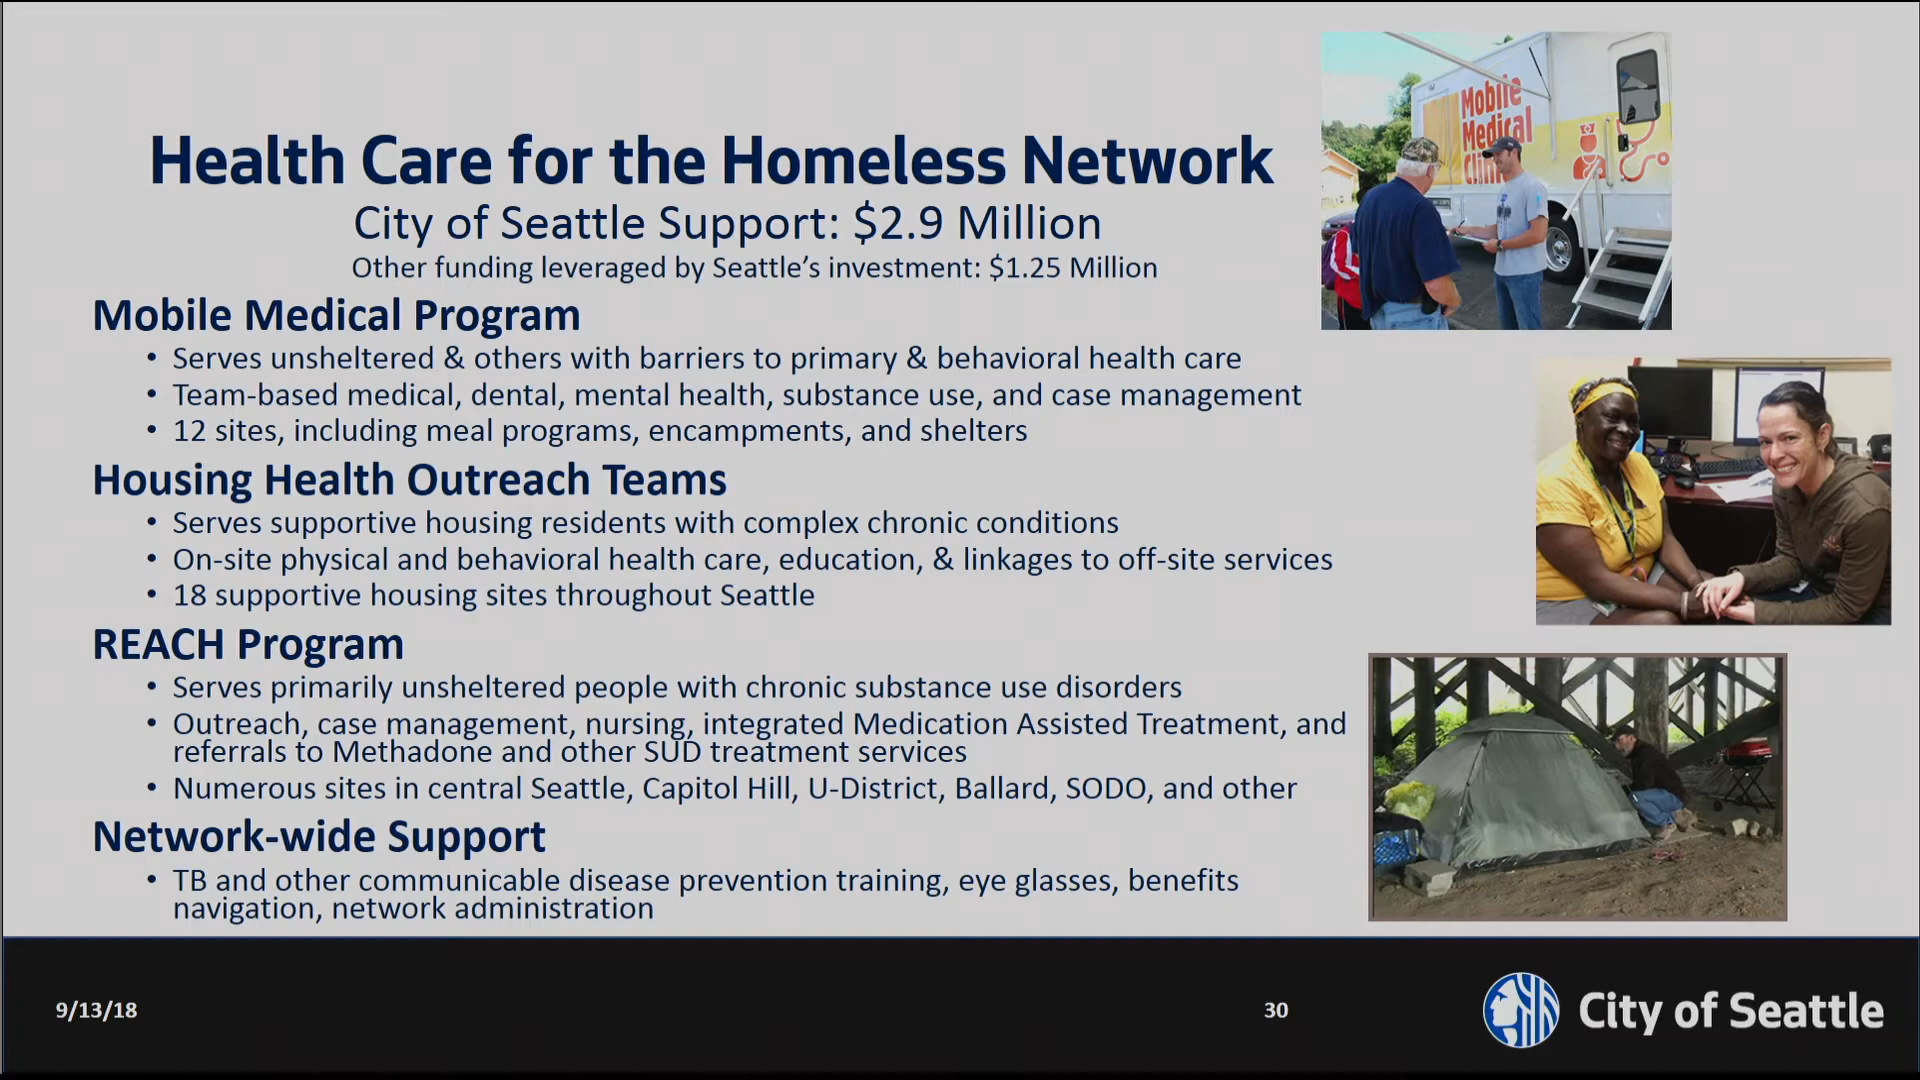 Health Care for the Homeless Network
City of Seattle Support: $2.9 Million
Other funding leveraged by Seattle’s investment: $1.25 Million
Mobile Medical Program
• Serves unsheltered & others with barriers to primary & behavioral health care
• Team-based medical, dental, mental health, substance use, and case management
• 12 sites, including meal programs, encampments, and shelters
Housing Health Outreach Teams
• Serves supportive housing residents with complex chronic conditions
• On-site physical and behavioral health care, education, & linkages to off-site services
• 18 supportive housing sites throughout Seattle
REACH Program
• Serves primarily unsheltered people with chronic substance use disorders
• Outreach, case management, nursing, integrated Medication Assisted Treatment, and
referrals to Methadone and other SUD treatment services
• Numerous sites in central Seattle, Capitol Hill, U-District, Ballard, SODO, and other
Network-wide Support
• TB and other communicable disease prevention training, eye glasses, benefits
navigation, network administration
Mobile
Medical
9/13/18
30
City of Seattle